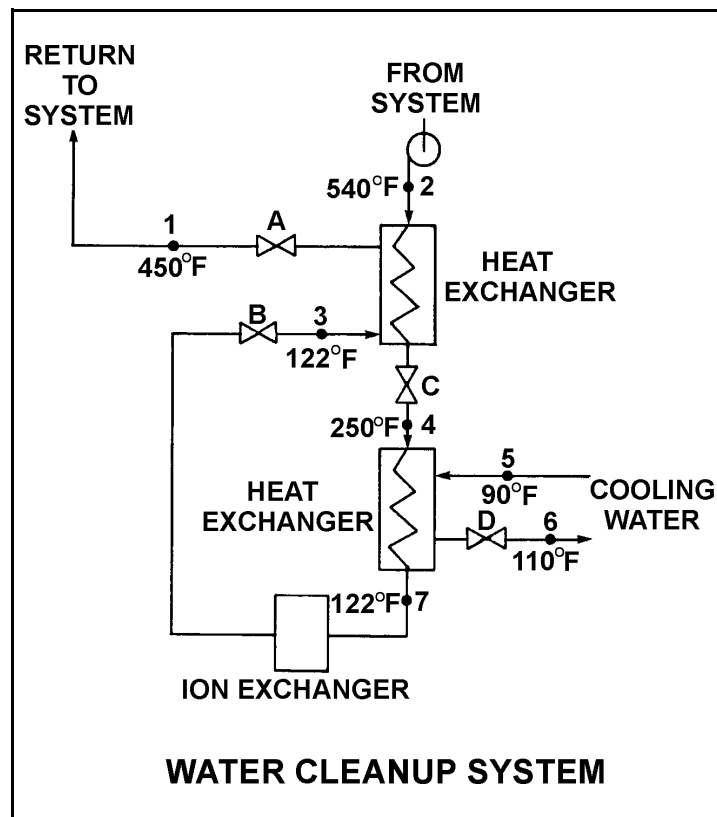 RETURN
TO
SYSTEM
FROM
SYSTEM
540°F 2
1
A
450°F
HEAT
EXCHANGER
B
3
122°F
C
250°F 4
HEAT
EXCHANGER
5
90°F
COOLING
WATER
D
6
110°F
122°F 7
ION EXCHANGER
WATER CLEANUP SYSTEM